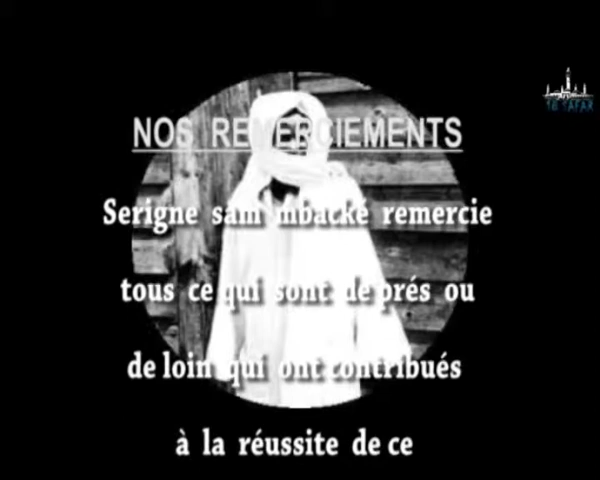 NOS REMERCIEMENTS
Serigne sam mbacké remercie
tous ce qui sont de prés ou
de loin qui ont contribués
à la réussite de ce